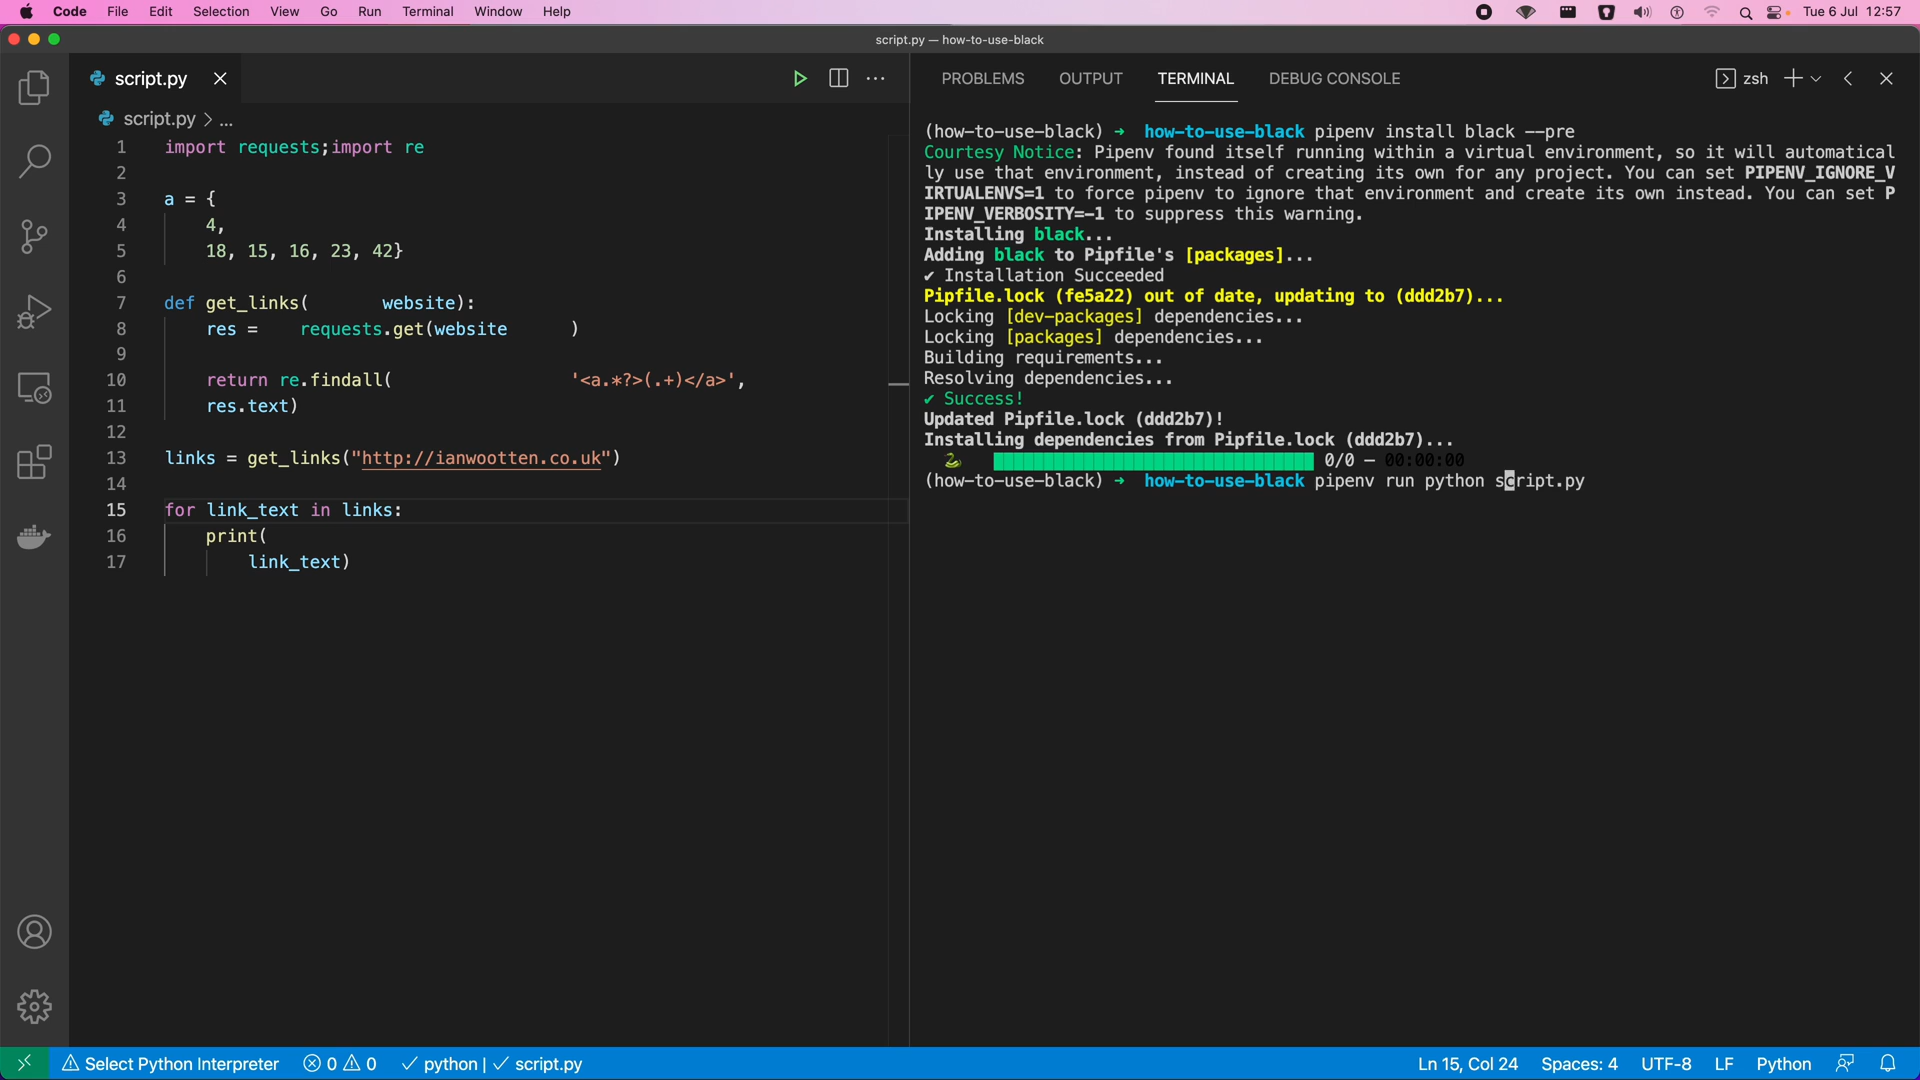 Code File Edit Selection View Go Run Terminal Window Help Tue 6 Jul 12:57
script.py — how-to-use-black
script.py
script.py > ...
1 import requests;import re
2
3 a = {
4 4,
5 18, 15, 16, 23, 42}
6
7 def get_links( website):
8 res = requests.get(website )
9
10 return re.findall( '<a.*?>(.+)</a>',
11 res.text)
12
13 links = get_links("http://ianwootten.co.uk")
14
15 for link_text in links:
16 print(
17 link_text)
PROBLEMS OUTPUT TERMINAL DEBUG CONSOLE zsh
(how-to-use-black) → how-to-use-black pipenv install black --pre
Courtesy Notice: Pipenv found itself running within a virtual environment, so it will automatical
ly use that environment, instead of creating its own for any project. You can set PIPENV_IGNORE_V
IRTUALENVS=1 to force pipenv to ignore that environment and create its own instead. You can set P
IPENV_VERBOSITY=-1 to suppress this warning.
Installing black...
Adding black to Pipfile's [packages]...
✔ Installation Succeeded
Pipfile.lock (fe5a22) out of date, updating to (ddd2b7)...
Locking [dev-packages] dependencies...
Locking [packages] dependencies...
Building requirements...
Resolving dependencies...
✔ Success!
Updated Pipfile.lock (ddd2b7)!
Installing dependencies from Pipfile.lock (ddd2b7)...
0/0 — 00:00:00
(how-to-use-black) → how-to-use-black pipenv run python script.py
Select Python Interpreter 0 0 ✓ python | ✓ script.py Ln 15, Col 24 Spaces: 4 UTF-8 LF Python